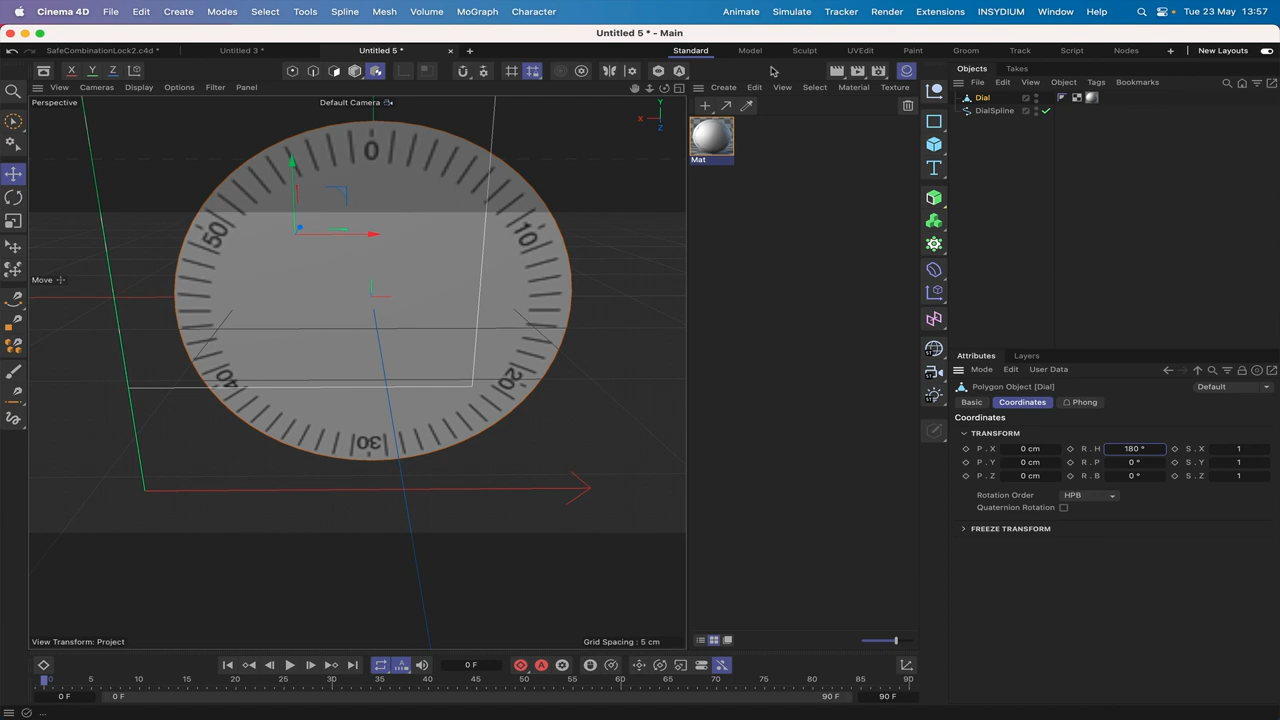 Cinema 4D File Edit Create Modes Select Tools Spline Mesh Volume MoGraph Character Animate Simulate Tracker Render Extensions INSYDIUM Window Help Tue 23 May 13:57
Untitled 5 * - Main
SafeCombinationLock2.c4d * Untitled 3 * Untitled 5 * Standard Model Sculpt UVEdit Paint Groom Track Script Nodes New Layouts
X Y Z
Objects Takes
View Cameras Display Options Filter Panel Create Edit View Select Material Texture File Edit View Object Tags Bookmarks
Perspective Default Camera
Dial
DialSpline
Y
X
Z
Mat
0
10
20
30
40
50
Move
Attributes Layers
Mode Edit User Data
Polygon Object [Dial] Default
Basic Coordinates Phong
Coordinates
TRANSFORM
P . X 0 cm R . H 180 ° S . X 1
P . Y 0 cm R . P 0 ° S . Y 1
P . Z 0 cm R . B 0 ° S . Z 1
Rotation Order HPB
Quaternion Rotation
FREEZE TRANSFORM
View Transform: Project Grid Spacing : 5 cm
0 F
0 5 10 15 20 25 30 35 40 45 50 55 60 65 70 75 80 85 90
0 F 0 F 90 F 90 F
...